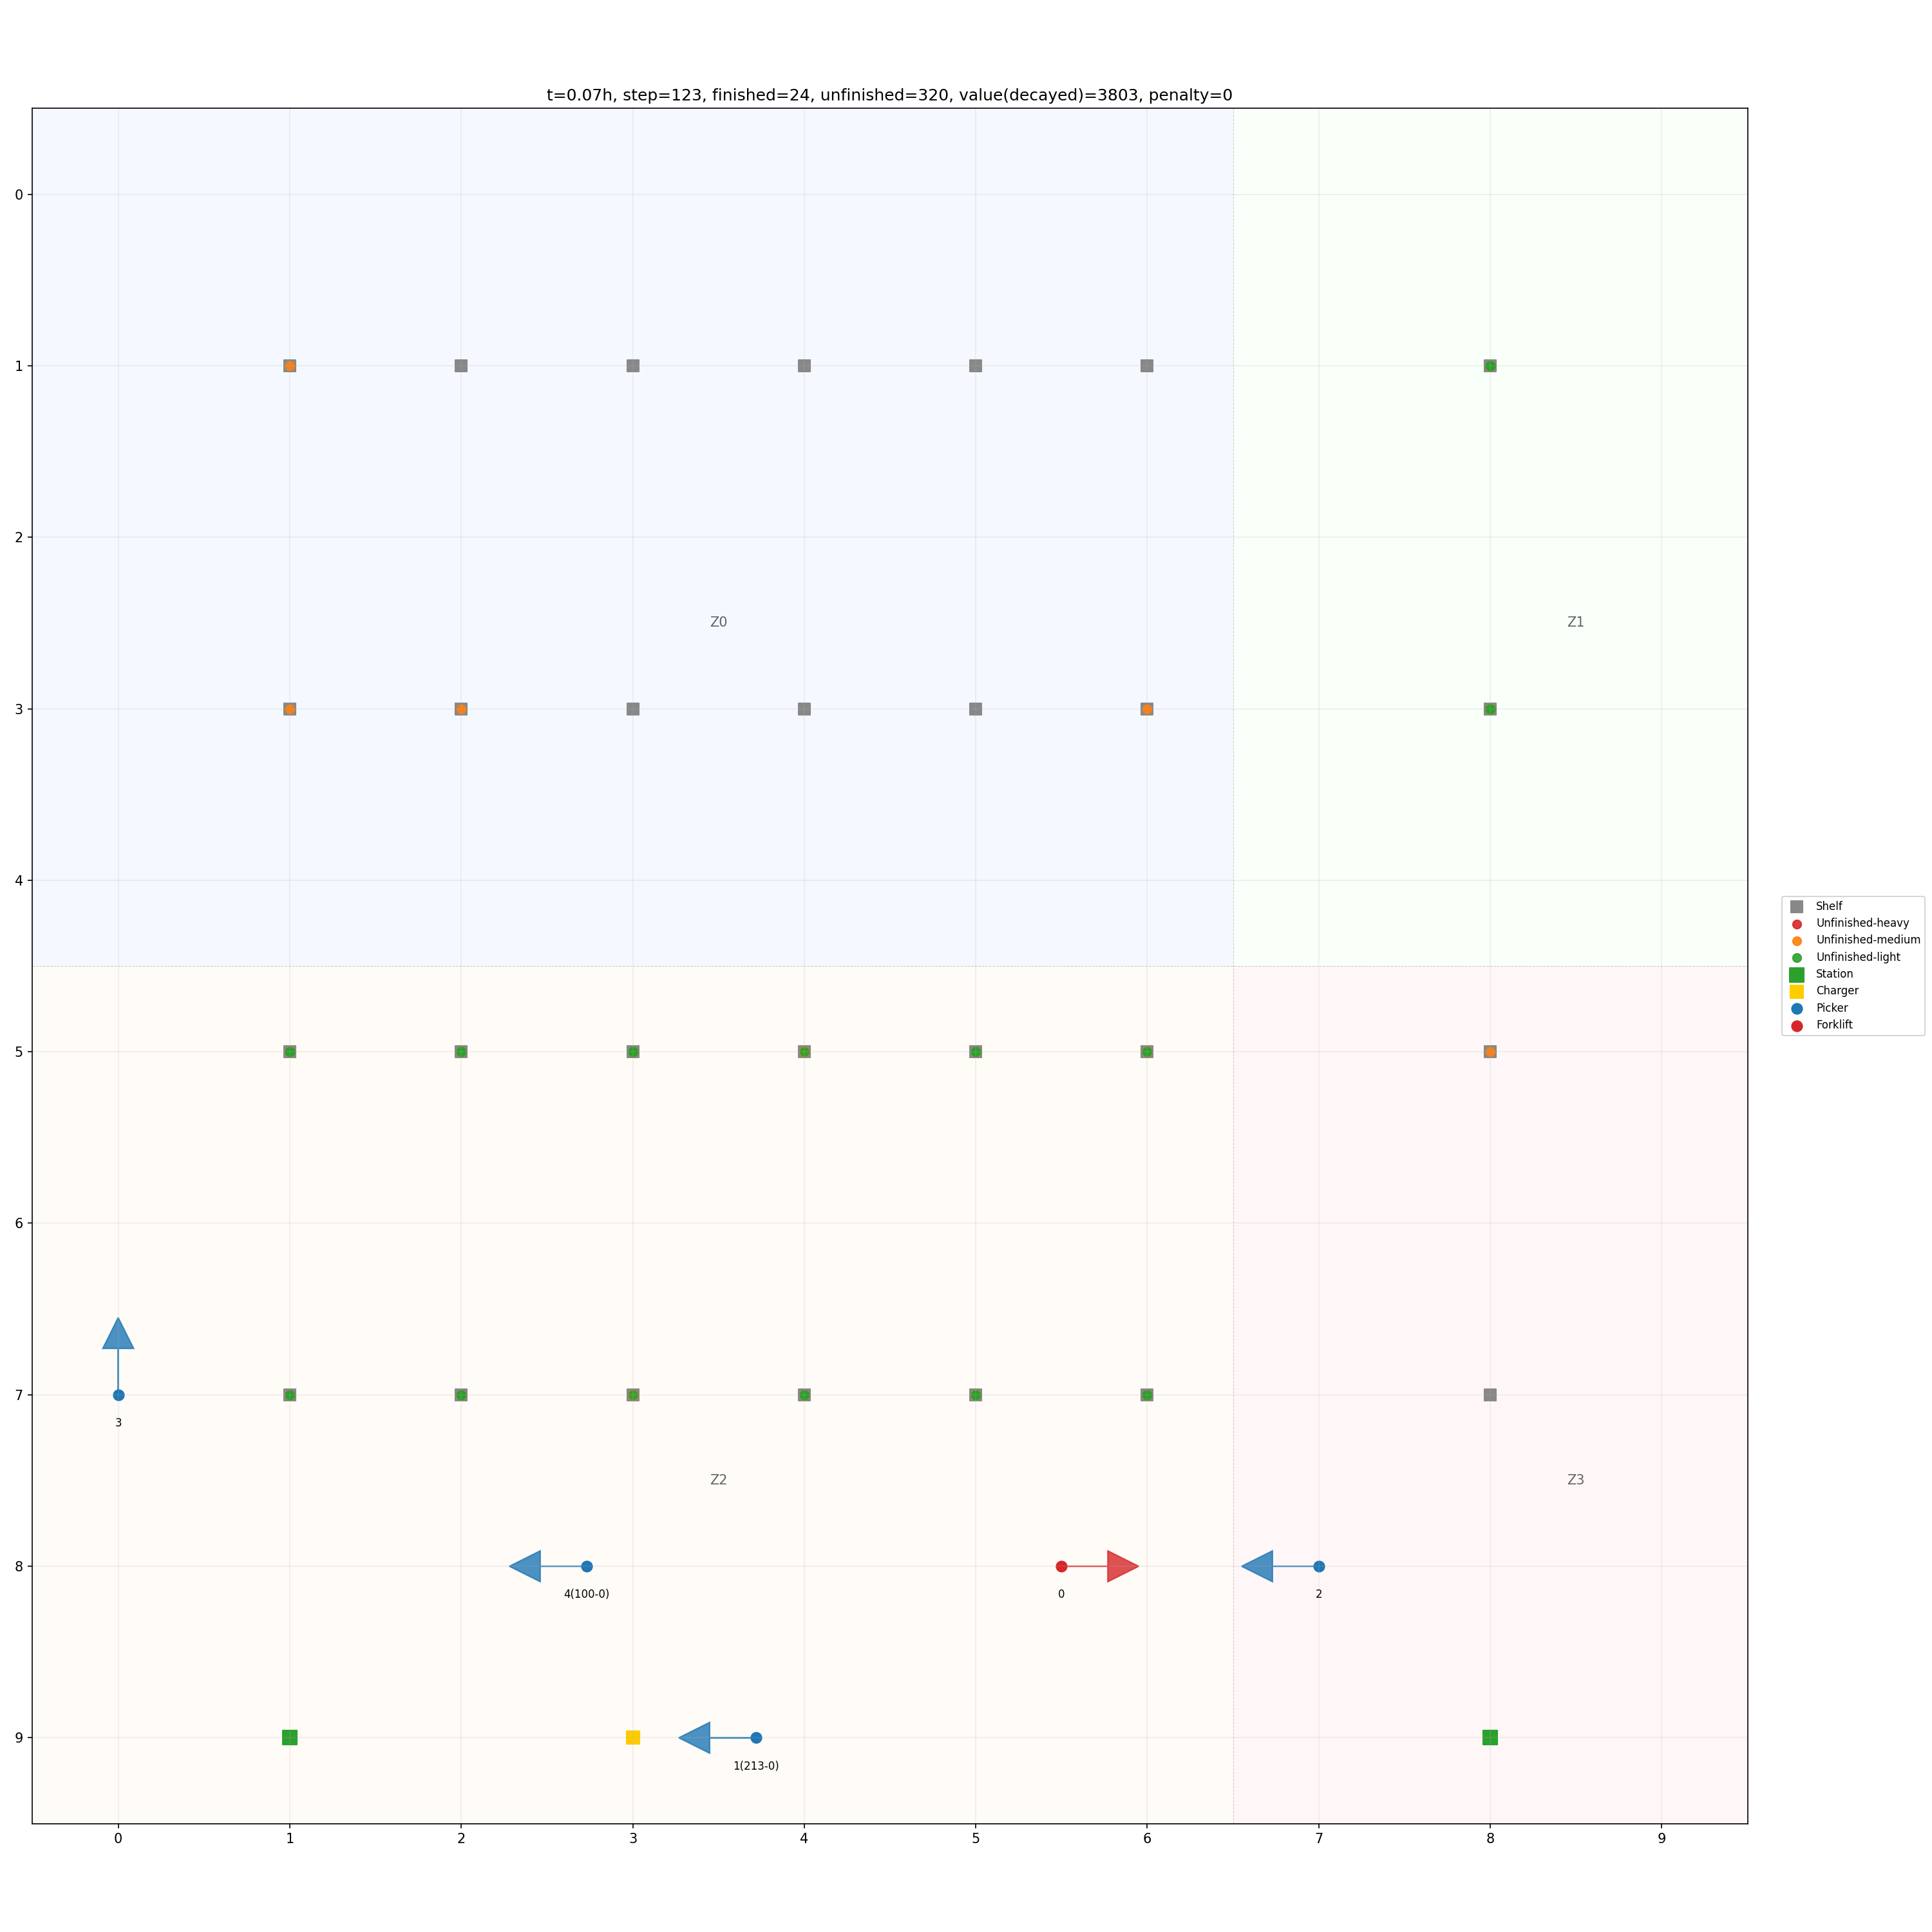 t=0.07h, step=123, finished=24, unfinished=320, value(decayed)=3803, penalty=0
0
1
2
Z0
Z1
3
4
Shelf
Unfinished-heavy
Unfinished-medium
Unfinished-light
Station
Charger
Picker
Forklift
5
6
7
3
Z2
Z3
8
4(100-0)
0
2
9
1(213-0)
0 1 2 3 4 5 6 7 8 9